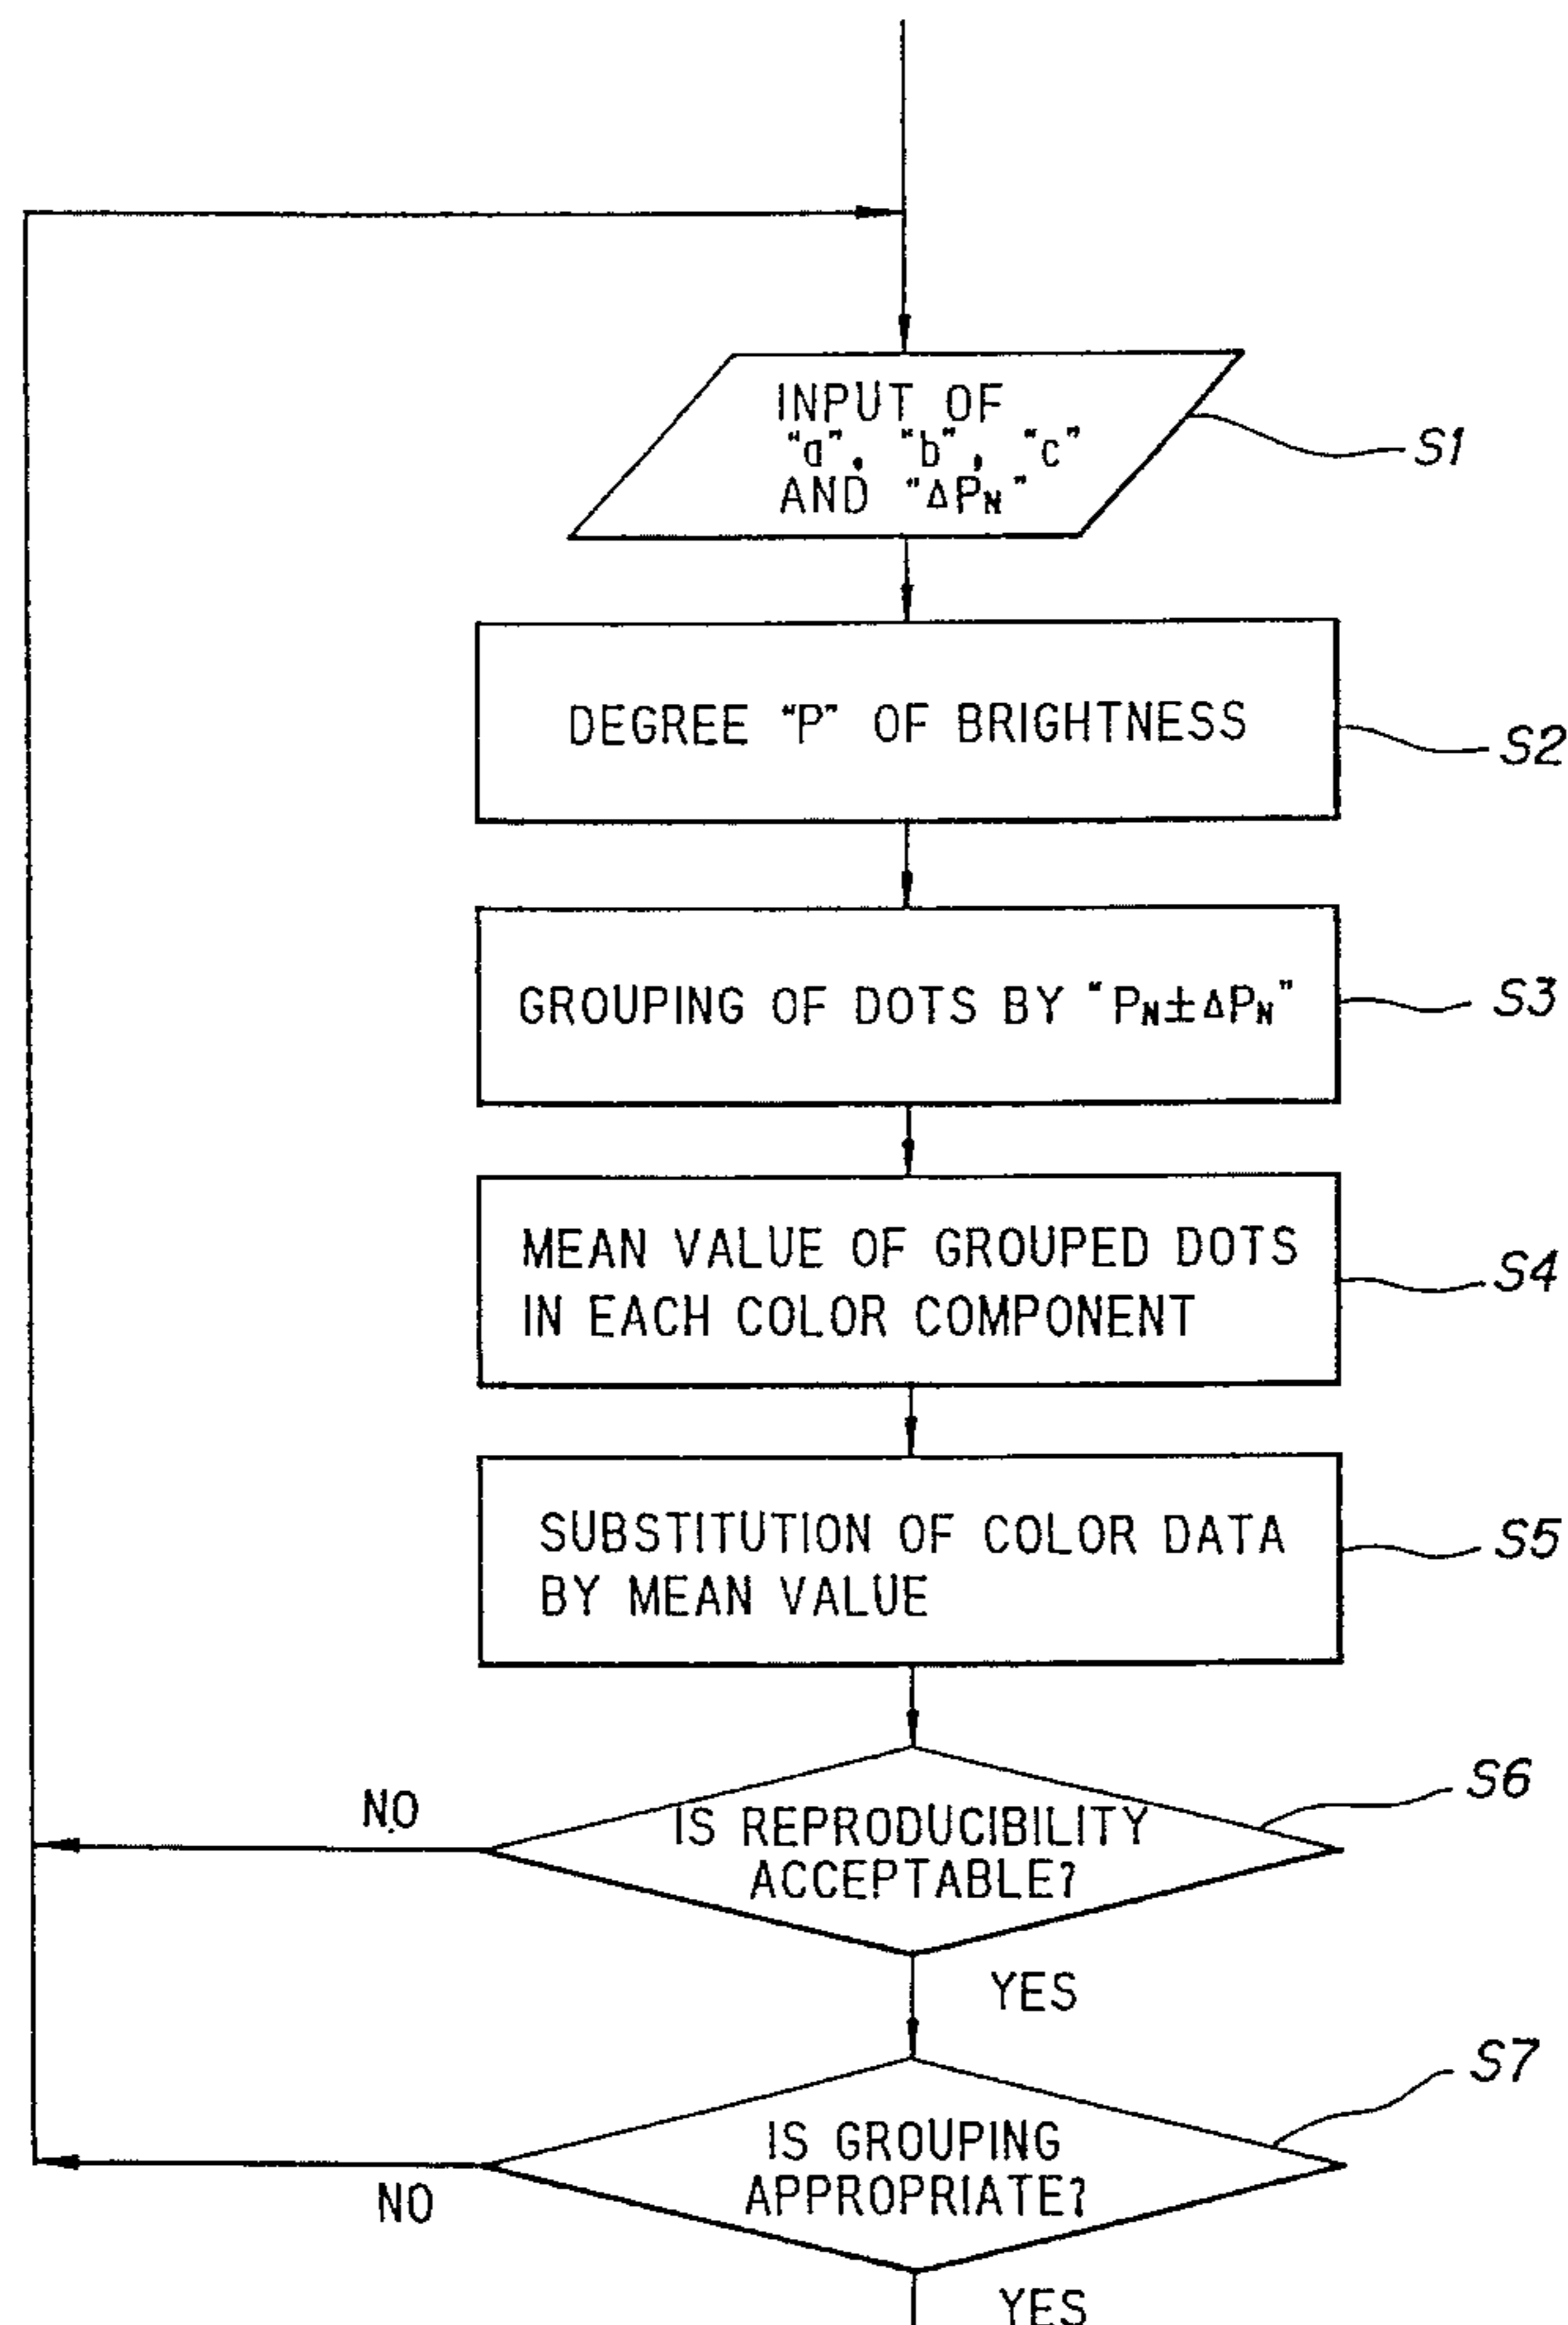 INPUT OF
"a", "b", "c"
AND "ΔPN"
S1
DEGREE "P" OF BRIGHTNESS
S2
GROUPING OF DOTS BY "PN±ΔPN"
S3
MEAN VALUE OF GROUPED DOTS
IN EACH COLOR COMPONENT
S4
SUBSTITUTION OF COLOR DATA
BY MEAN VALUE
S5
NO
IS REPRODUCIBILITY
ACCEPTABLE?
S6
YES
IS GROUPING
APPROPRIATE?
S7
NO
YES